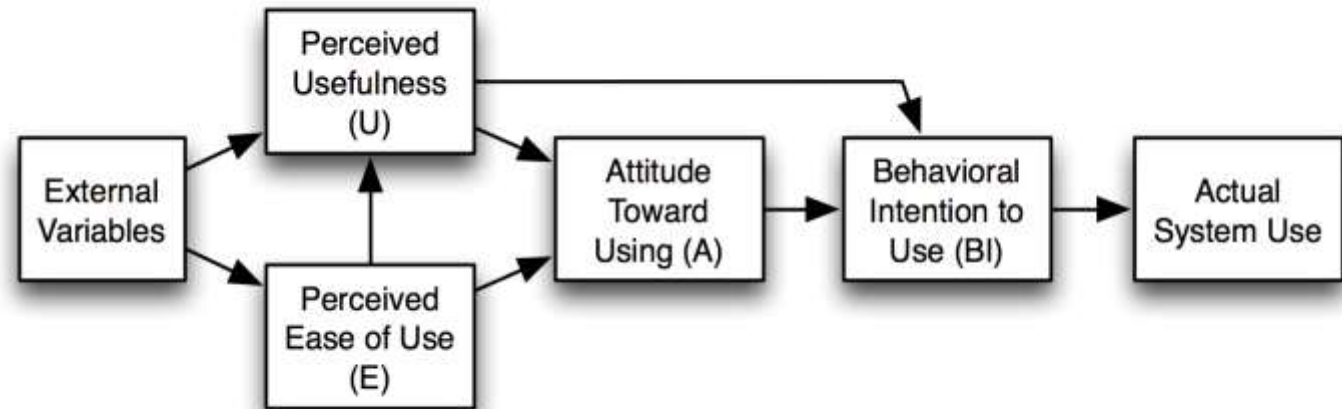 External
Variables
Perceived
Usefulness
(U)
Perceived
Ease of Use
(E)
Attitude
Toward
Using (A)
Behavioral
Intention to
Use (BI)
Actual
System Use